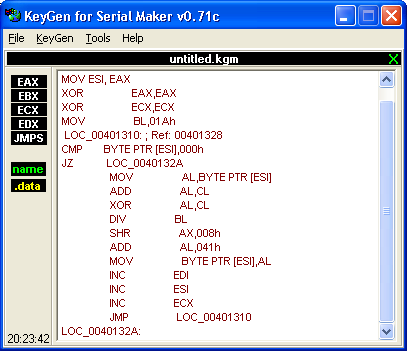 KeyGen for Serial Maker v0.71c
File KeyGen Tools Help
untitled.kgm
EAX
EBX
ECX
EDX
JMPS
name
.data
MOV ESI, EAX
XOR EAX,EAX
XOR ECX,ECX
MOV BL,01Ah
LOC_00401310: ; Ref: 00401328
CMP BYTE PTR [ESI],000h
JZ LOC_0040132A
MOV AL,BYTE PTR [ESI]
ADD AL,CL
XOR AL,CL
DIV BL
SHR AX,008h
ADD AL,041h
MOV BYTE PTR [ESI],AL
INC EDI
INC ESI
INC ECX
JMP LOC_00401310
LOC_0040132A:
20:23:42